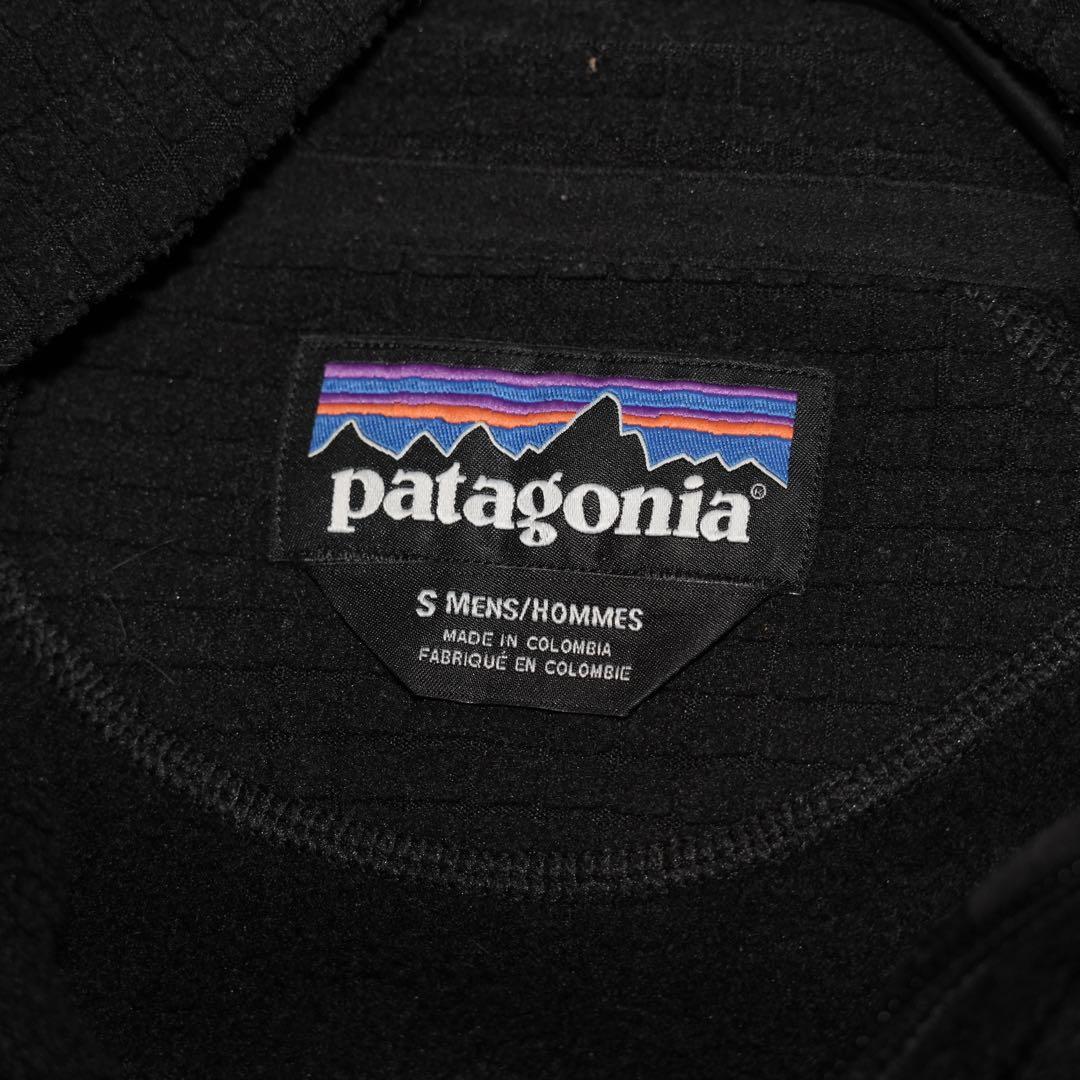 patagonia®
S MENS/HOMMES
MADE IN COLOMBIA
FABRIQUÉ EN COLOMBIE